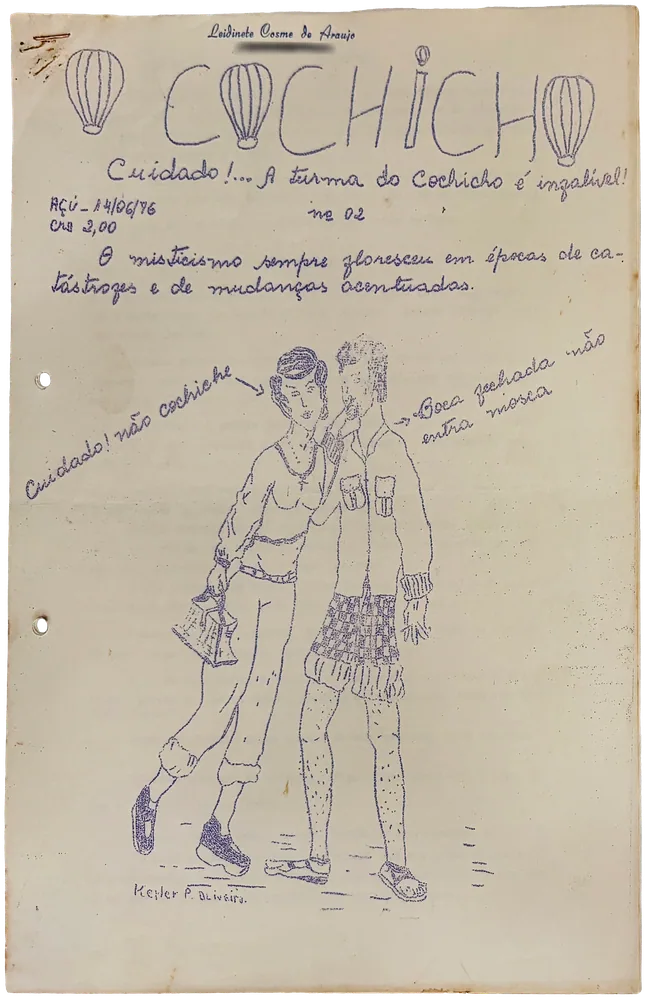 Leidinete Cosme de Araujo
COCHICHO
Cuidado!... A turma do Cochicho é infalível!
AÇÚ - 14/06/76
nº 02
Cr$ 2,00
O misticismo sempre floresceu em épocas de ca-
tástrofes e de mudanças acentuadas.
Cuidado! não cochiche
Boca fechada não
entra mosca
P. Oliveira.